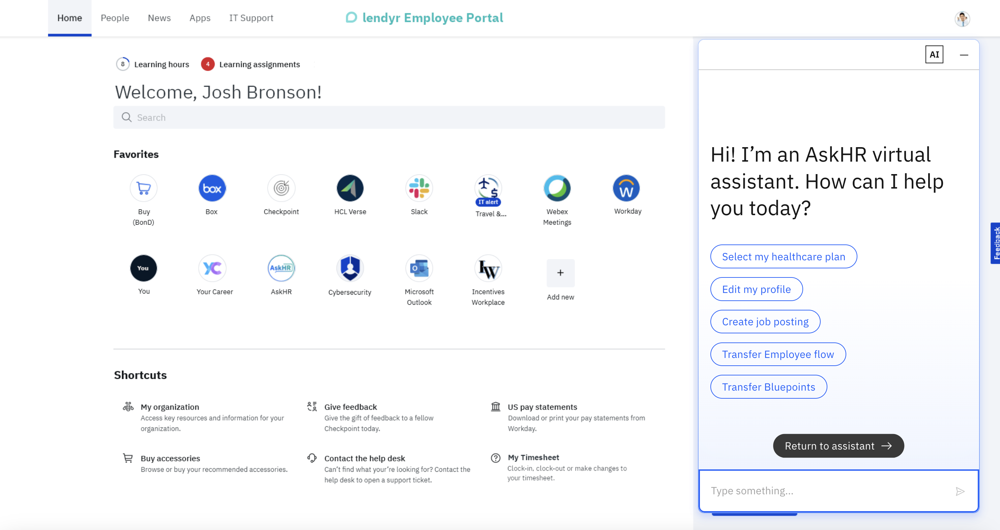 Home People News Apps IT Support
lendyr Employee Portal
8 Learning hours 4 Learning assignments
Welcome, Josh Bronson!
Search
Favorites
Buy
(BonD)
box
Box
Checkpoint
HCL Verse
Slack
IT alert
Travel &...
Webex
Meetings
W
Workday
You
You
YC
Your Career
AskHR
AskHR
Cybersecurity
O
Microsoft
Outlook
IW
Incentives
Workplace
+
Add new
Shortcuts
My organization
Access key resources and information for your
organization.
Give feedback
Give the gift of feedback to a fellow
Checkpoint today.
US pay statements
Download or print your pay statements from
Workday.
Buy accessories
Browse or buy your recommended accessories.
Contact the help desk
Can't find what your're looking for? Contact the
help desk to open a support ticket.
My Timesheet
Clock-in, clock-out or make changes to
your timesheet.
AI
Hi! I’m an AskHR virtual
assistant. How can I help
you today?
Select my healthcare plan
Edit my profile
Create job posting
Transfer Employee flow
Transfer Bluepoints
Return to assistant
Type something...
Feedback